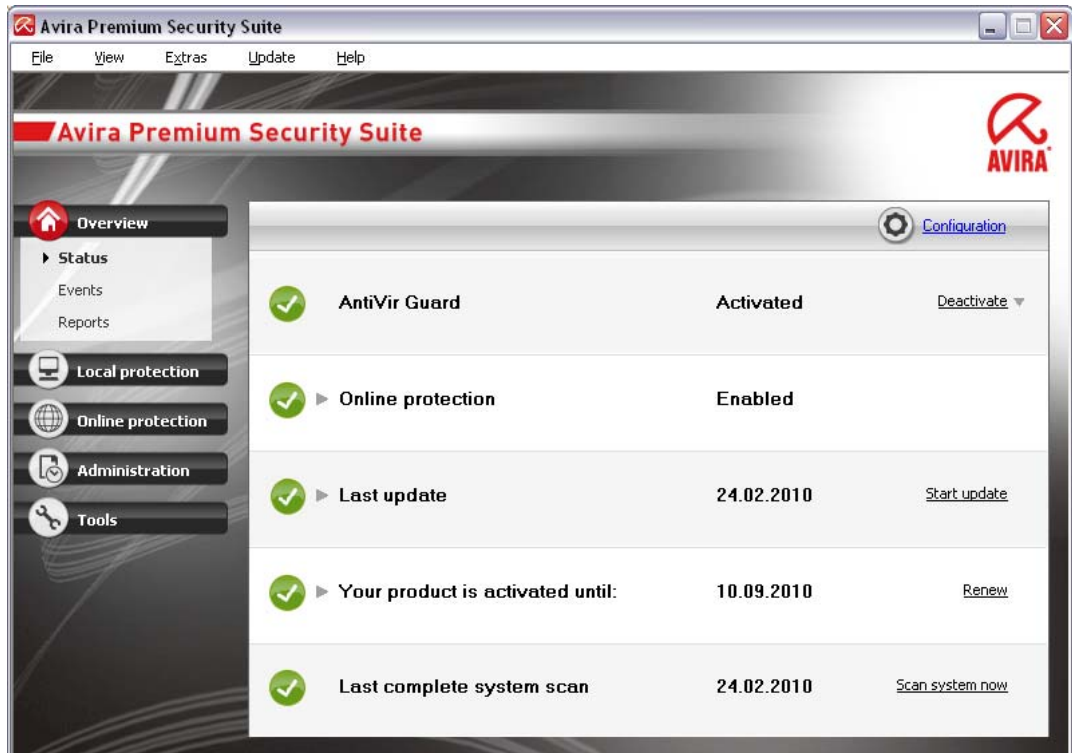 Avira Premium Security Suite
File View Extras Update Help
Avira Premium Security Suite
AVIRA
Overview
Status
Events
Reports
Local protection
Online protection
Administration
Tools
Configuration
AntiVir Guard Activated Deactivate
Online protection Enabled
Last update 24.02.2010 Start update
Your product is activated until: 10.09.2010 Renew
Last complete system scan 24.02.2010 Scan system now